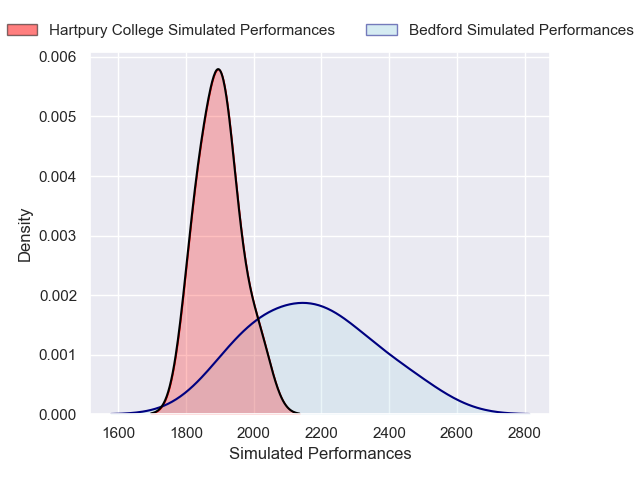 Hartpury College Simulated Performances
Bedford Simulated Performances
0.006
0.005
0.004
0.003
0.002
0.001
0.000
Density
1600 1800 2000 2200 2400 2600 2800
Simulated Performances